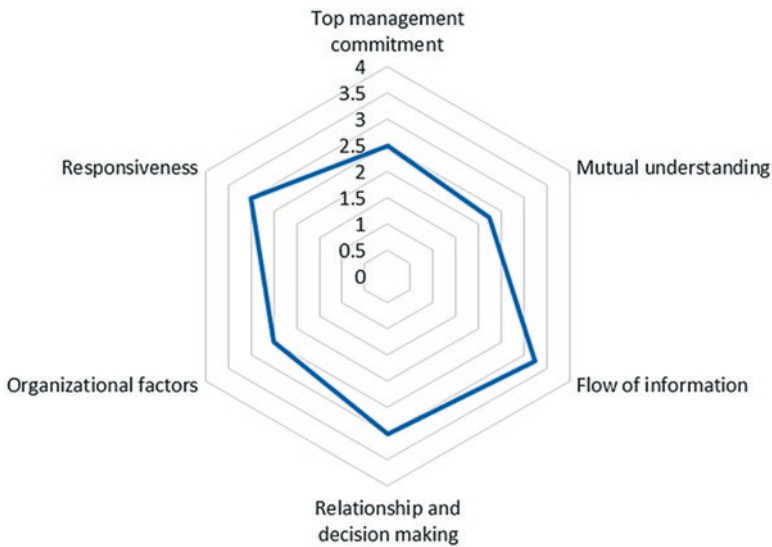 Top management
commitment
4
3.5
3
2.5
2
1.5
1
0.5
0
Responsiveness
Mutual understanding
Organizational factors
Flow of information
Relationship and
decision making